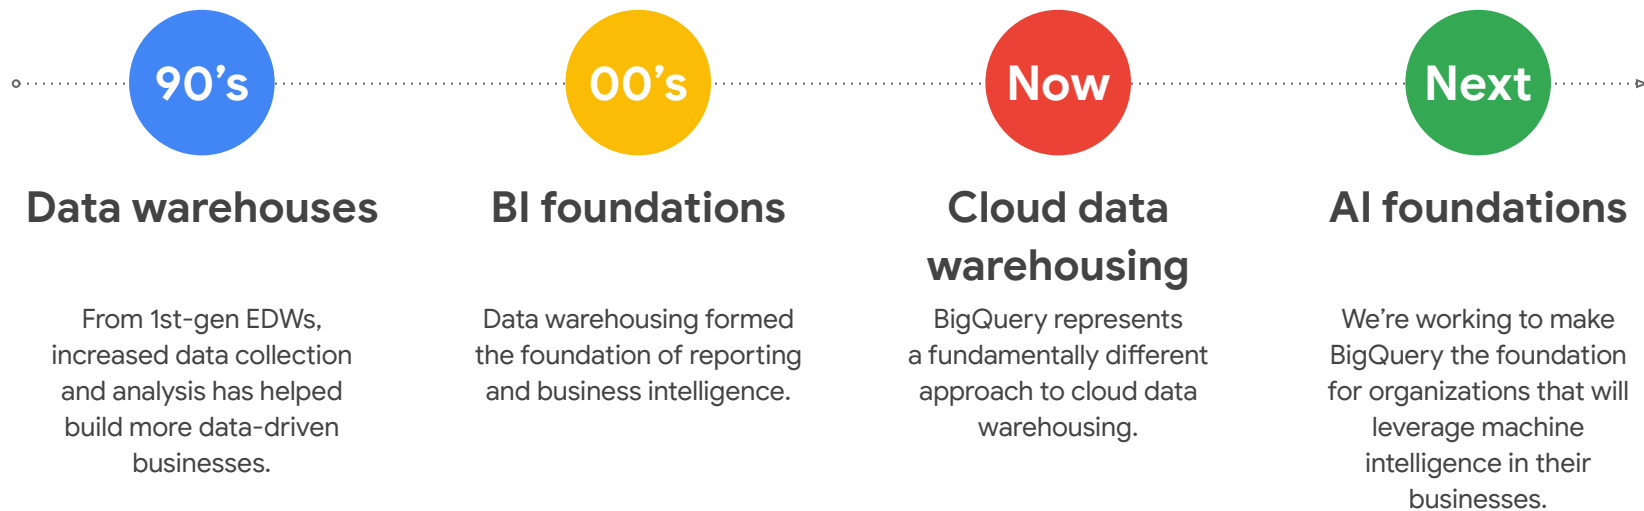 90’s
00’s
Now
Next
Data warehouses
BI foundations
Cloud data
warehousing
AI foundations
From 1st-gen EDWs,
increased data collection
and analysis has helped
build more data-driven
businesses.
Data warehousing formed
the foundation of reporting
and business intelligence.
BigQuery represents
a fundamentally different
approach to cloud data
warehousing.
We’re working to make
BigQuery the foundation
for organizations that will
leverage machine
intelligence in their
businesses.